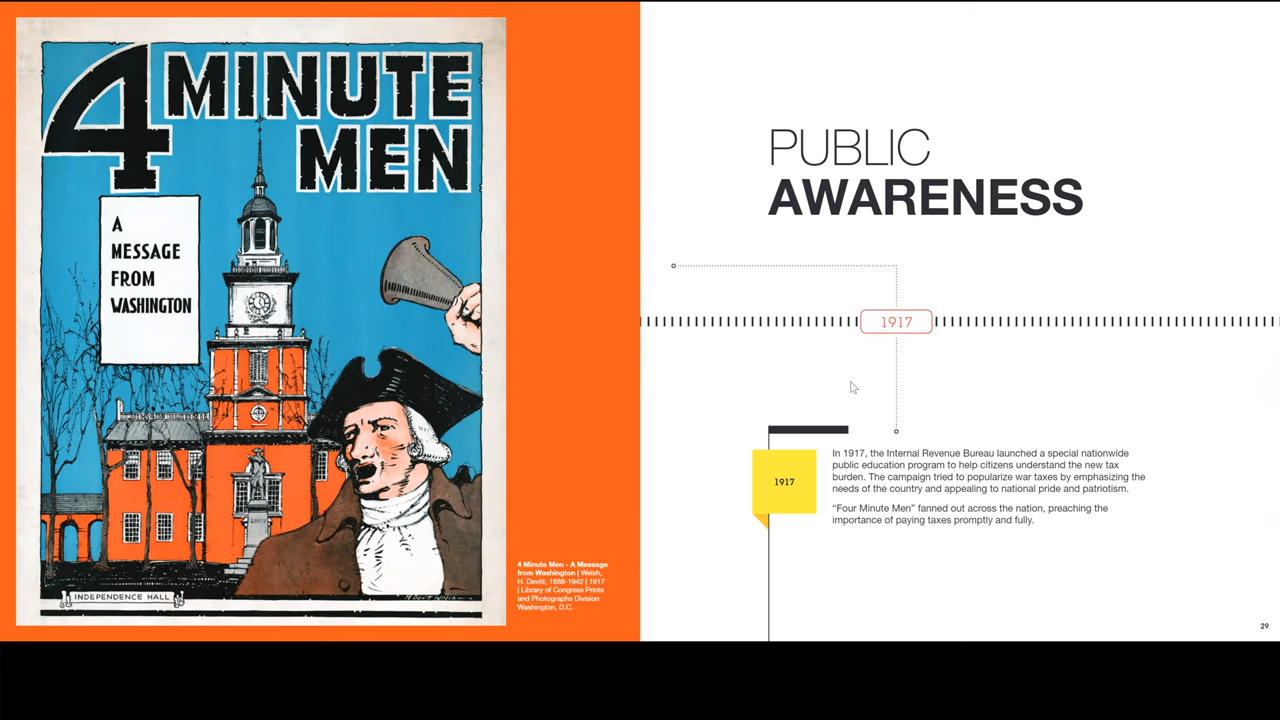 4 MINUTE
MEN
A
MESSAGE
FROM
WASHINGTON
INDEPENDENCE HALL
4 Minute Men - A Message
from Washington | Welsh,
H. Devitt, 1888-1942 | 1917
| Library of Congress Prints
and Photographs Division
Washington, D.C.
PUBLIC
AWARENESS
1917
1917
In 1917, the Internal Revenue Bureau launched a special nationwide
public education program to help citizens understand the new tax
burden. The campaign tried to popularize war taxes by emphasizing the
needs of the country and appealing to national pride and patriotism.
“Four Minute Men” fanned out across the nation, preaching the
importance of paying taxes promptly and fully.
29